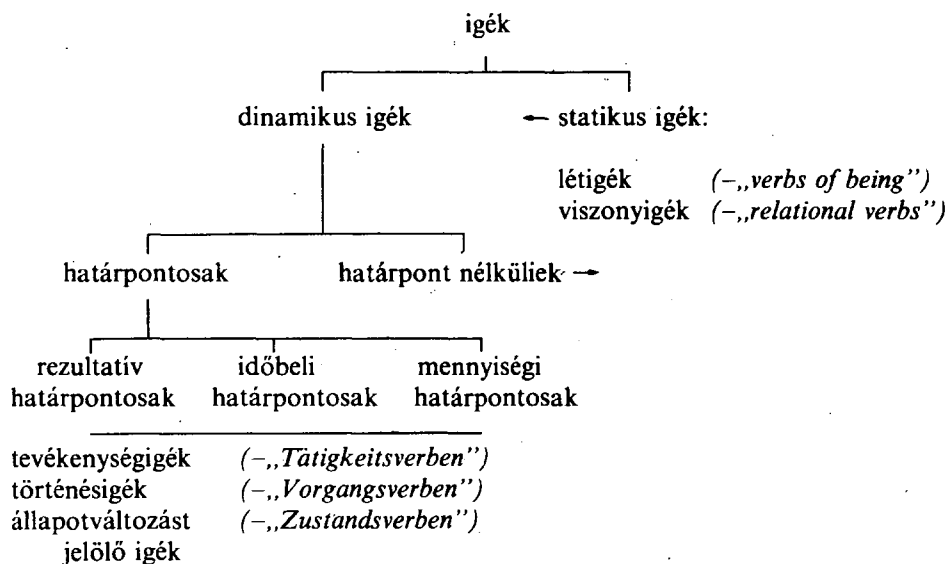 igék
dinamikus igék ← statikus igék:
létigék (–„verbs of being”)
viszonyigék (–„relational verbs”)
határpontosak határpont nélküliek →
rezultatív időbeli mennyiségi
határpontosak határpontosak határpontosak
tevékenységigék (–„Tätigkeitsverben”)
történésigék (–„Vorgangsverben”)
állapotváltozást (–„Zustandsverben”)
jelölő igék